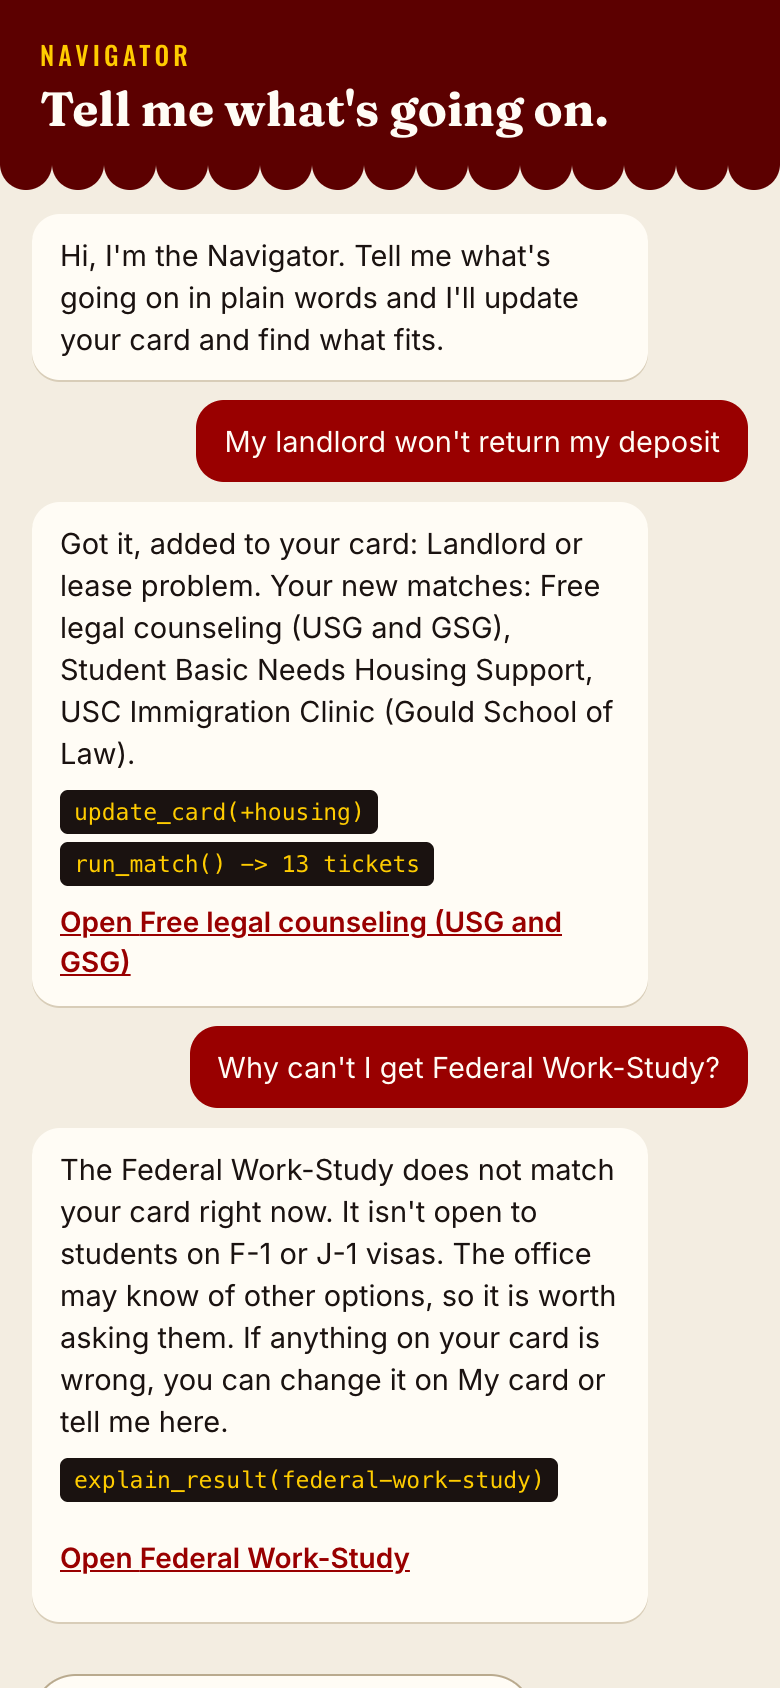 NAVIGATOR
Tell me what's going on.
Hi, I'm the Navigator. Tell me what's
going on in plain words and I'll update
your card and find what fits.
My landlord won't return my deposit
Got it, added to your card: Landlord or
lease problem. Your new matches: Free
legal counseling (USG and GSG),
Student Basic Needs Housing Support,
USC Immigration Clinic (Gould School of
Law).
update_card(+housing)
run_match() −> 13 tickets
Open Free legal counseling (USG and
GSG)
Why can't I get Federal Work-Study?
The Federal Work-Study does not match
your card right now. It isn't open to
students on F-1 or J-1 visas. The office
may know of other options, so it is worth
asking them. If anything on your card is
wrong, you can change it on My card or
tell me here.
explain_result(federal−work−study)
Open Federal Work-Study